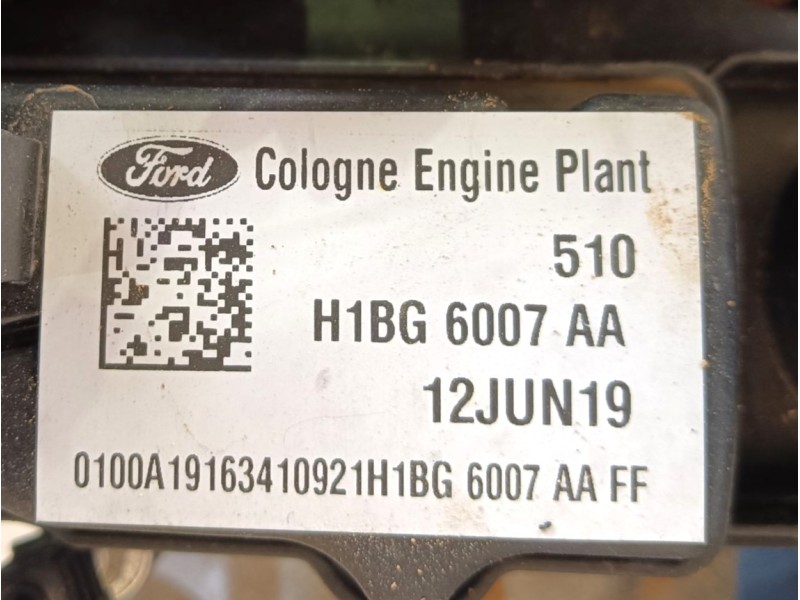 Ford Cologne Engine Plant
510
H1BG 6007 AA
12JUN19
0100A19163410921H1BG 6007 AA FF